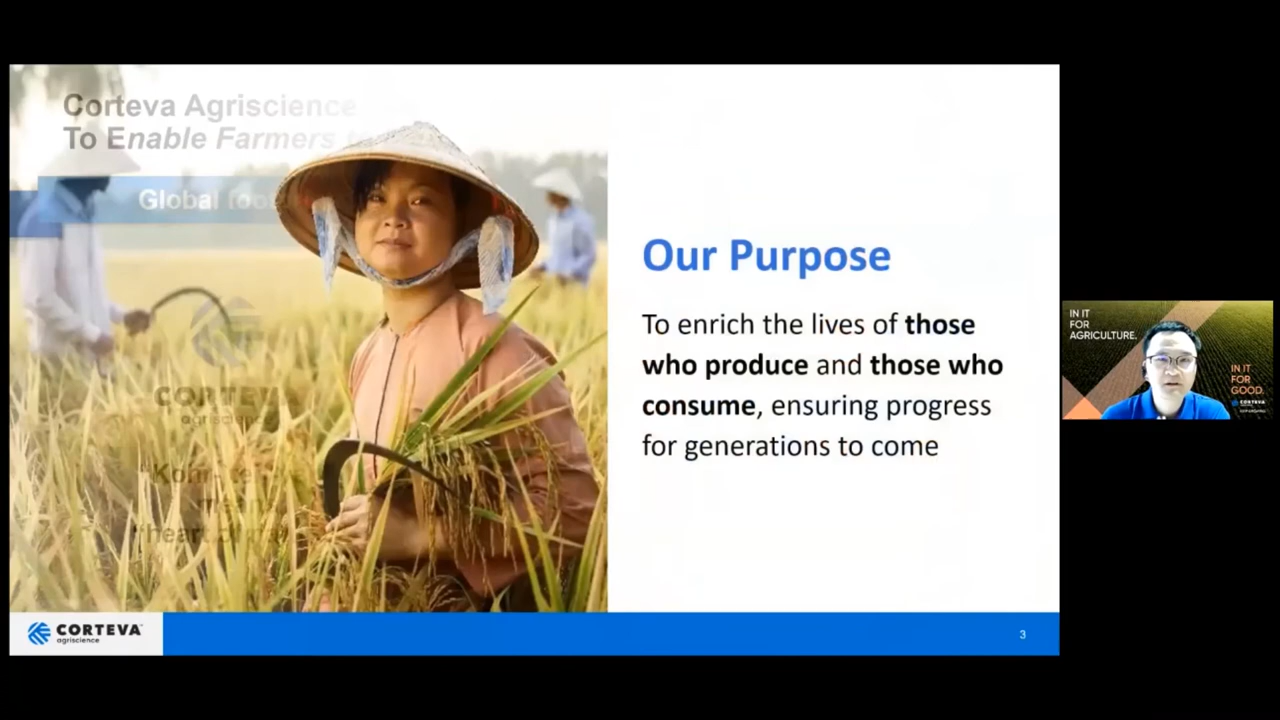 Corteva Agriscience
To Enable Farmers
Global
CORTEVA
agriscience
Our Purpose
To enrich the lives of those
who produce and those who
consume, ensuring progress
for generations to come
CORTEVA
agriscience
3
IN IT
FOR
AGRICULTURE.
IN IT
FOR
GOOD.
CORTEVA